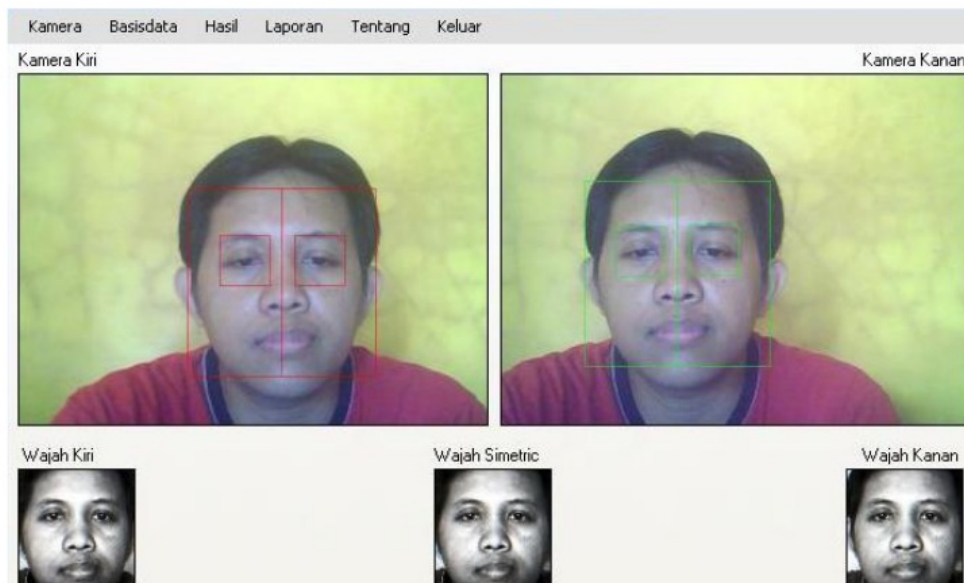 Kamera Basisdata Hasil Laporan Tentang Keluar
Kamera Kiri Kamera Kanan
Wajah Kiri Wajah Simetric Wajah Kanan